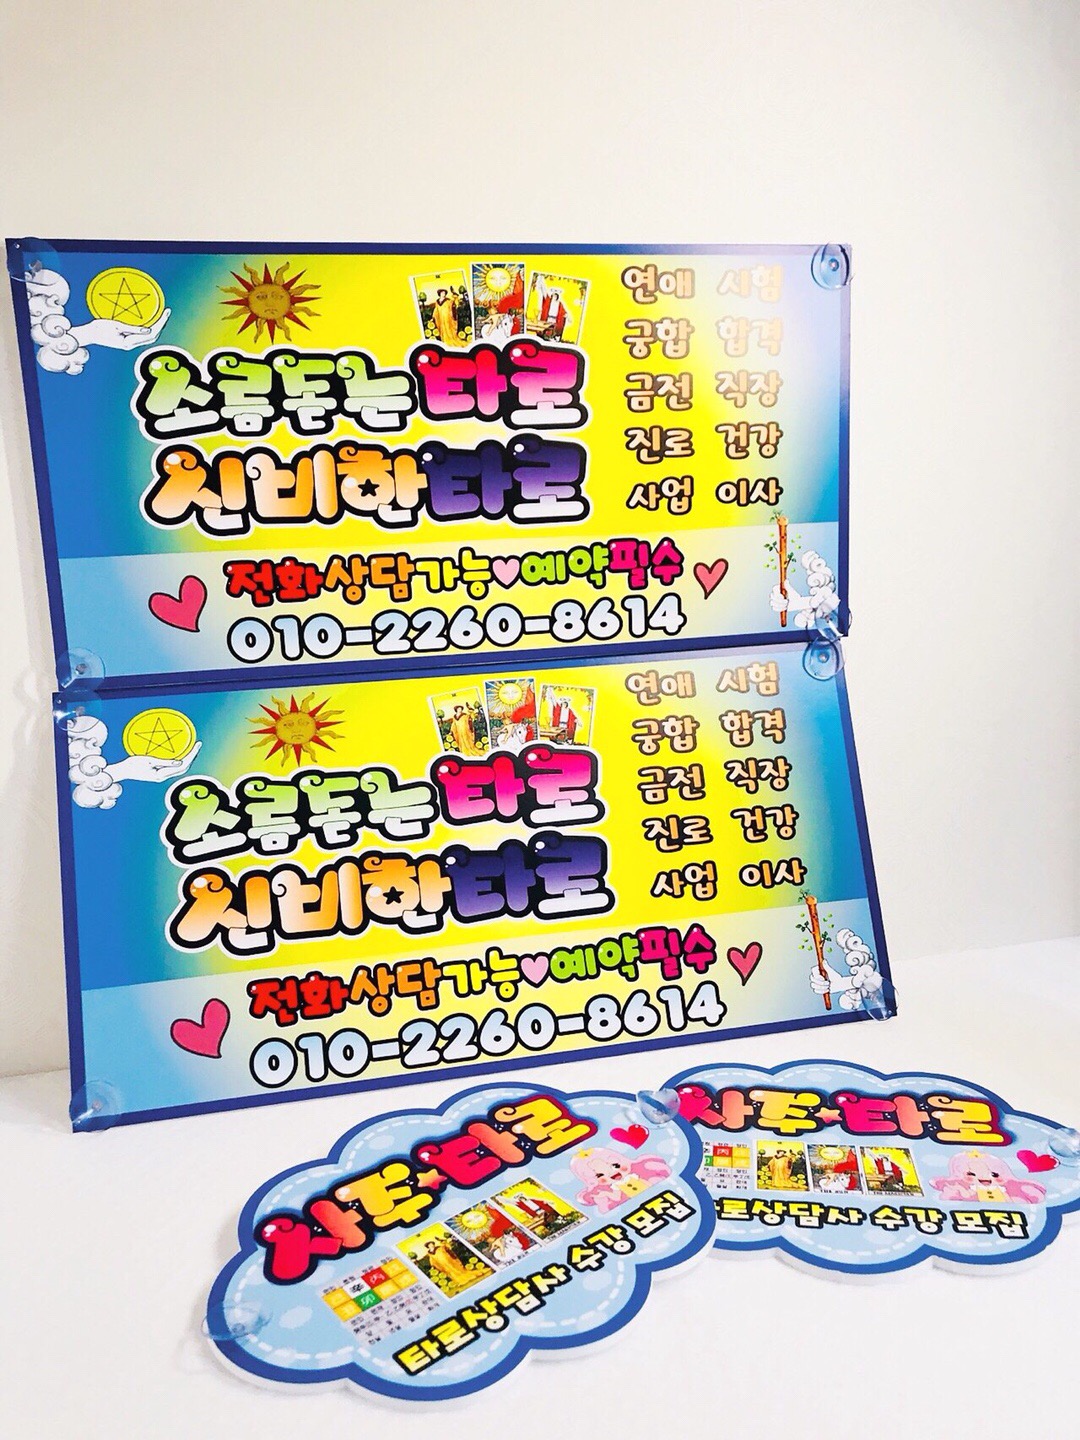 연애 시험
궁합 합격
금전 직장
진로 건강
사업 이사
소름돋는 타로
신비한타로
전화상담가능♥예약필수
010-2260-8614
연애 시험
궁합 합격
금전 직장
진로 건강
사업 이사
소름돋는 타로
신비한타로
전화상담가능♥예약필수
010-2260-8614
사주★타로
타로상담사 수강 모집
사주★타로
로상담사 수강 모집